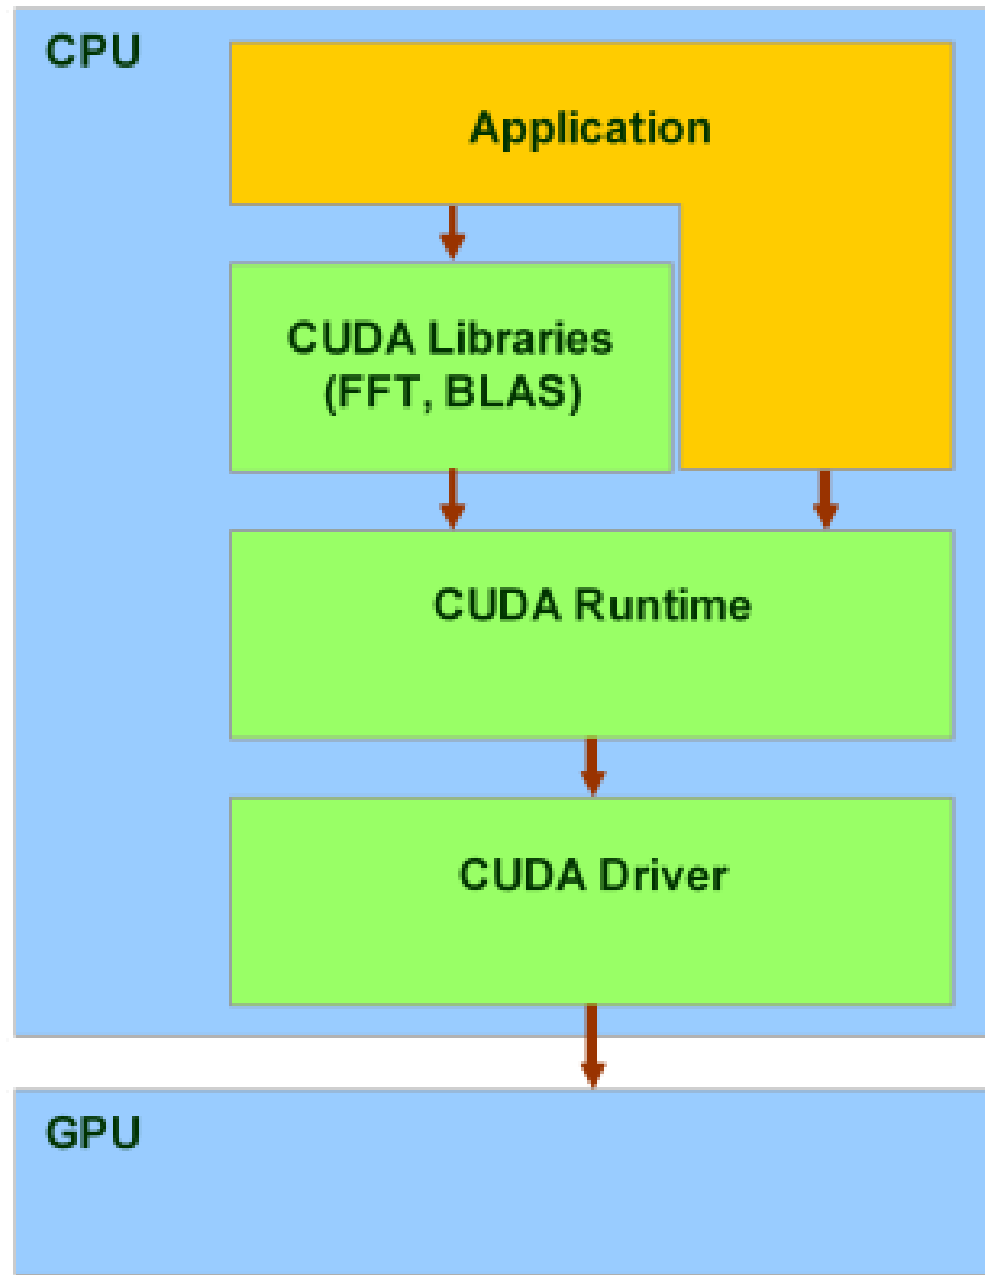 CPU
Application
CUDA Libraries
(FFT, BLAS)
CUDA Runtime
CUDA Driver
GPU